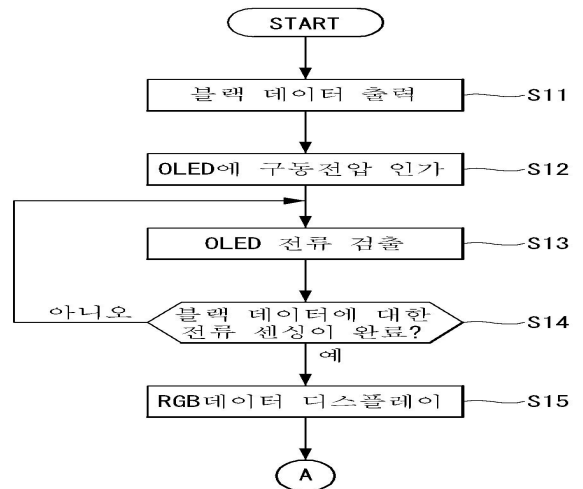 START
블랙 데이터 출력
S11
OLED에 구동전압 인가
S12
OLED 전류 검출
S13
아니오
블랙 데이터에 대한
전류 센싱이 완료?
S14
예
RGB데이터 디스플레이
S15
A